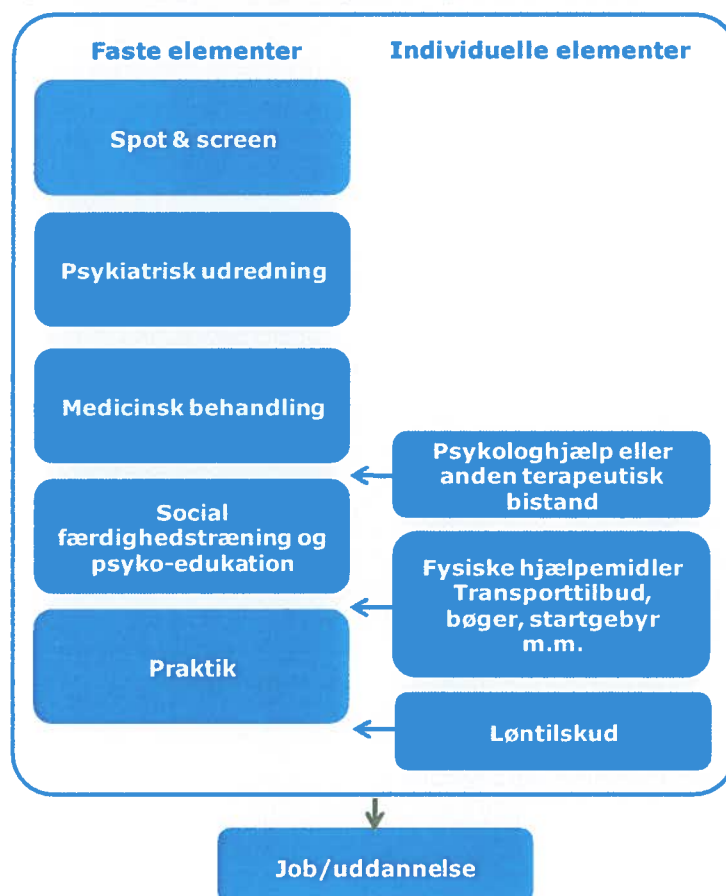 Faste elementer
Individuelle elementer
Spot & screen
Psykiatrisk udredning
Medicinsk behandling
Psykologhjælp eller
anden terapeutisk
bistand
Social
færdighedstræning og
psyko-edukation
Fysiske hjælpemidler
Transporttilbud,
bøger, startgebyr
m.m.
Praktik
Løntilskud
Job/uddannelse